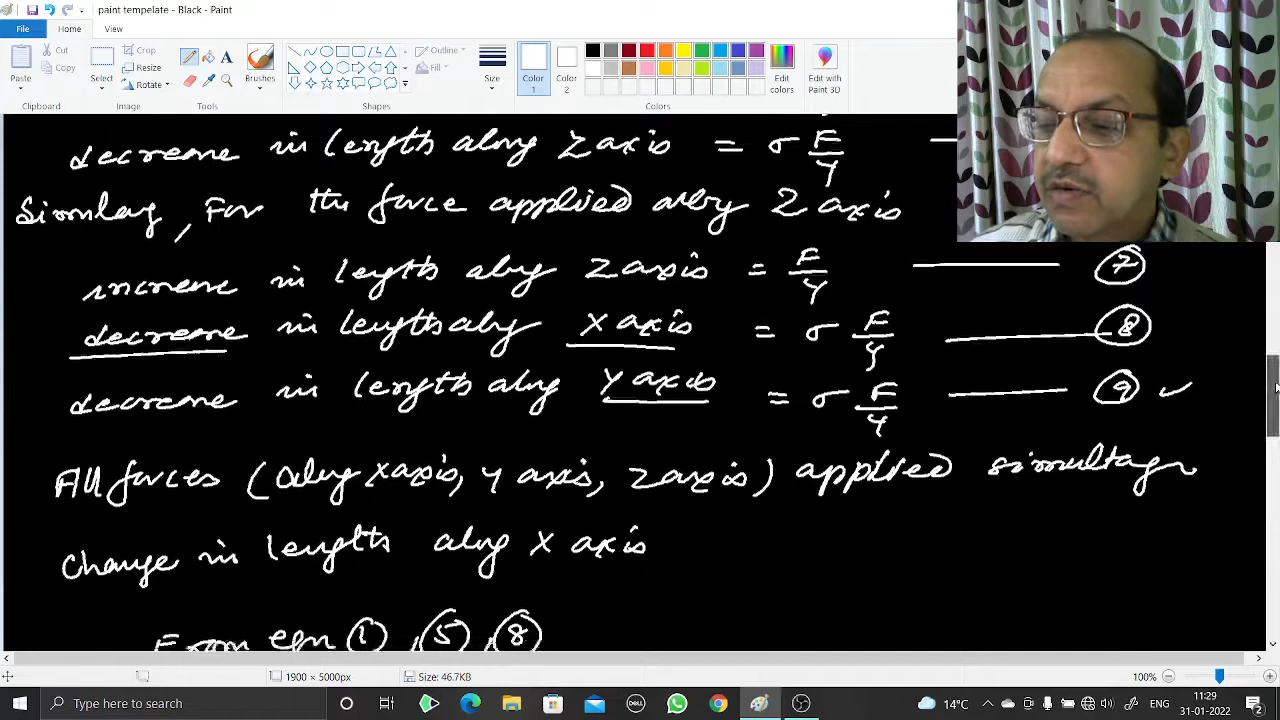 paint tempelate - Black - Paint
File Home View
Paste Cut Copy Clipboard
Select Crop Resize Rotate Image
A Tools
Brushes
Outline Fill Shapes
Size
Color 1 Color 2 Edit colors Colors
Edit with Paint 3D
decrease in length along Z axis = σ F/Y
Similary, For the force applied along Z axis
increase in length along Z axis = F/Y 7
decrease in length along X axis = σ F/Y 8
decrease in length along Y axis = σ F/Y 9 ✓
All forces (along X axis, Y axis, Z axis) applied
Change in length along X axis
From eqn 1, 5, 8
1900 × 5000px Size: 46.7KB 100%
Type here to search 14°C 11:29
31-01-2022 2